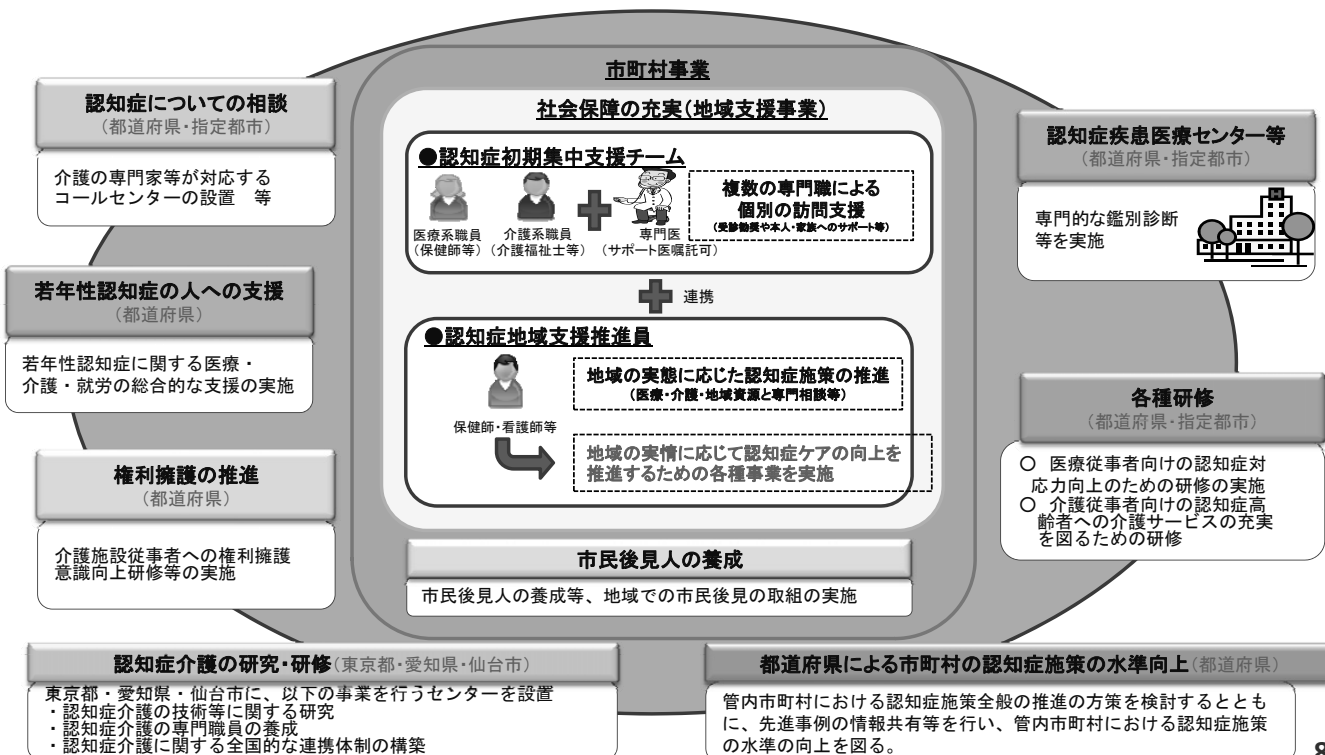 市町村事業
社会保障の充実(地域支援事業)
●認知症初期集中支援チーム
医療系職員
(保健師等)
介護系職員
(介護福祉士等)
専門医
(サポート医嘱託可)
複数の専門職による
個別の訪問支援
(受診勧奨や本人・家族へのサポート等)
連携
●認知症地域支援推進員
保健師・看護師等
地域の実態に応じた認知症施策の推進
(医療・介護・地域資源と専門相談等)
地域の実情に応じて認知症ケアの向上を
推進するための各種事業を実施
市民後見人の養成
市民後見人の養成等、地域での市民後見の取組の実施
認知症についての相談
(都道府県・指定都市)
介護の専門家等が対応する
コールセンターの設置 等
若年性認知症の人への支援
(都道府県)
若年性認知症に関する医療・
介護・就労の総合的な支援の実施
権利擁護の推進
(都道府県)
介護施設従事者への権利擁護
意識向上研修等の実施
認知症疾患医療センター等
(都道府県・指定都市)
専門的な鑑別診断
等を実施
H
各種研修
(都道府県・指定都市)
○ 医療従事者向けの認知症対
応力向上のための研修の実施
○ 介護従事者向けの認知症高
齢者への介護サービスの充実
を図るための研修
認知症介護の研究・研修(東京都・愛知県・仙台市)
東京都・愛知県・仙台市に、以下の事業を行うセンターを設置
・認知症介護の技術等に関する研究
・認知症介護の専門職員の養成
・認知症介護に関する全国的な連携体制の構築
都道府県による市町村の認知症施策の水準向上(都道府県)
管内市町村における認知症施策全般の推進の方策を検討するととも
に、先進事例の情報共有等を行い、管内市町村における認知症施策
の水準の向上を図る。